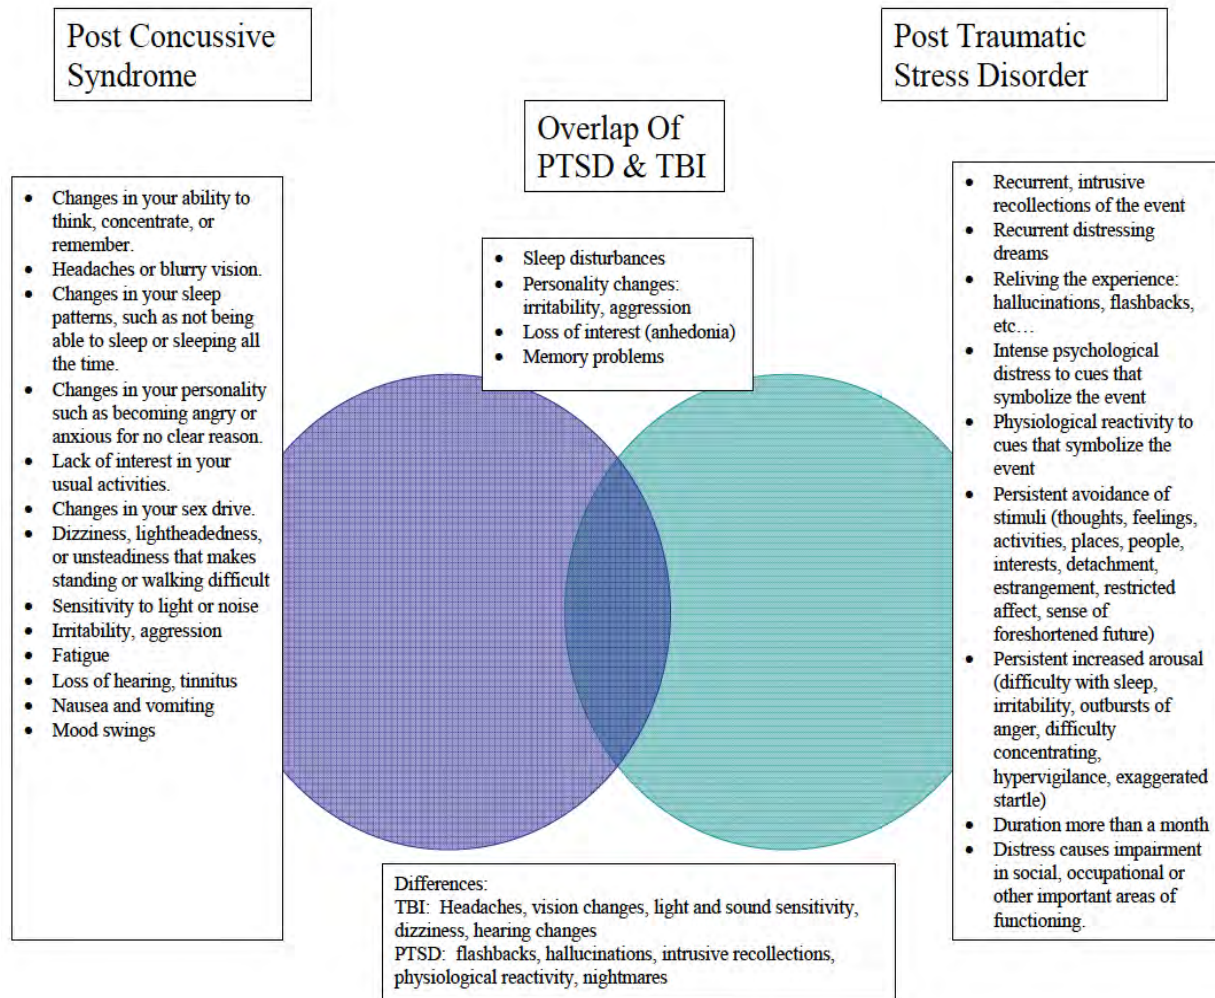 Post Concussive
Syndrome
Post Traumatic
Stress Disorder
Overlap Of
PTSD & TBI
• Changes in your ability to
think, concentrate, or
remember.
• Headaches or blurry vision.
• Changes in your sleep
patterns, such as not being
able to sleep or sleeping all
the time.
• Changes in your personality
such as becoming angry or
anxious for no clear reason.
• Lack of interest in your
usual activities.
• Changes in your sex drive.
• Dizziness, lightheadedness,
or unsteadiness that makes
standing or walking difficult
• Sensitivity to light or noise
• Irritability, aggression
• Fatigue
• Loss of hearing, tinnitus
• Nausea and vomiting
• Mood swings
• Sleep disturbances
• Personality changes:
irritability, aggression
• Loss of interest (anhedonia)
• Memory problems
• Recurrent, intrusive
recollections of the event
• Recurrent distressing
dreams
• Reliving the experience:
hallucinations, flashbacks,
etc…
• Intense psychological
distress to cues that
symbolize the event
• Physiological reactivity to
cues that symbolize the
event
• Persistent avoidance of
stimuli (thoughts, feelings,
activities, places, people,
interests, detachment,
estrangement, restricted
affect, sense of
foreshortened future)
• Persistent increased arousal
(difficulty with sleep,
irritability, outbursts of
anger, difficulty
concentrating,
hypervigilance, exaggerated
startle)
• Duration more than a month
• Distress causes impairment
in social, occupational or
other important areas of
functioning.
Differences:
TBI: Headaches, vision changes, light and sound sensitivity,
dizziness, hearing changes
PTSD: flashbacks, hallucinations, intrusive recollections,
physiological reactivity, nightmares